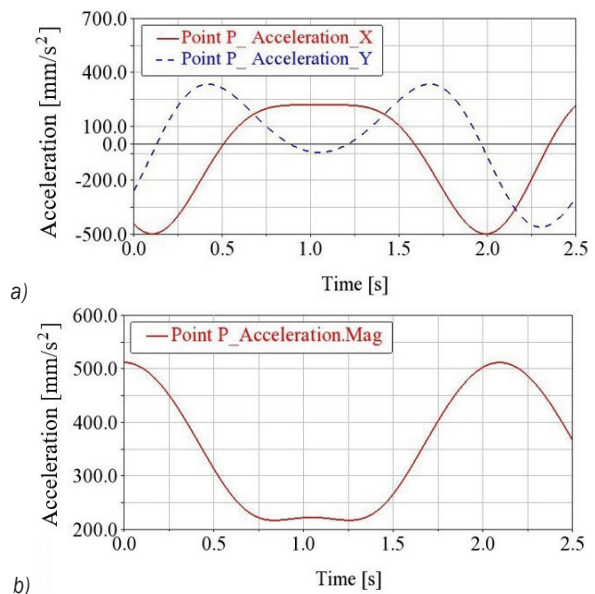 700.0
Point P_ Acceleration_X
Point P_ Acceleration_Y
400.0
100.0
0.0
-200.0
-500.0
Acceleration [mm/s²]
0.0 0.5 1.0 1.5 2.0 2.5
Time [s]
a)
600.0
Point P_Acceleration.Mag
500.0
400.0
300.0
200.0
Acceleration [mm/s²]
0.0 0.5 1.0 1.5 2.0 2.5
Time [s]
b)